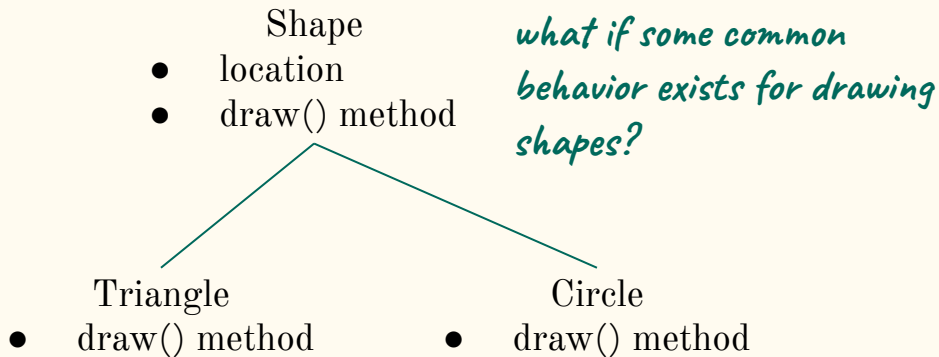 Shape
● location
● draw() method
what if some common
behavior exists for drawing
shapes?
Triangle
● draw() method
Circle
● draw() method